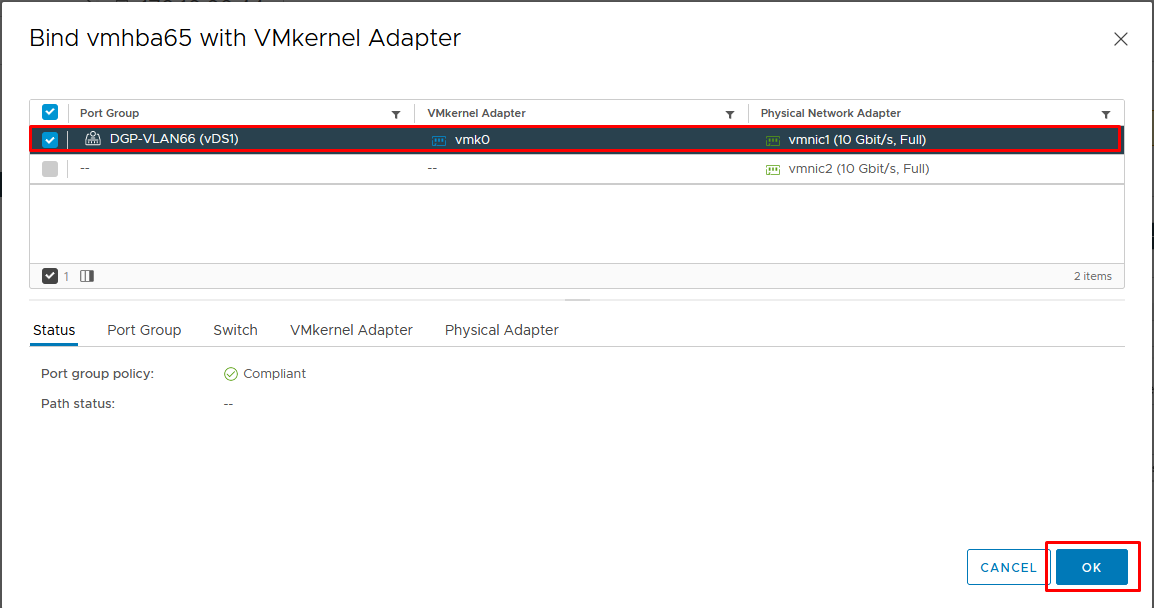 Bind vmhba65 with VMkernel Adapter
Port Group VMkernel Adapter Physical Network Adapter
DGP-VLAN66 (vDS1) vmk0 vmnic1 (10 Gbit/s, Full)
-- -- vmnic2 (10 Gbit/s, Full)
1 2 items
Status Port Group Switch VMkernel Adapter Physical Adapter
Port group policy: Compliant
Path status: --
CANCEL OK